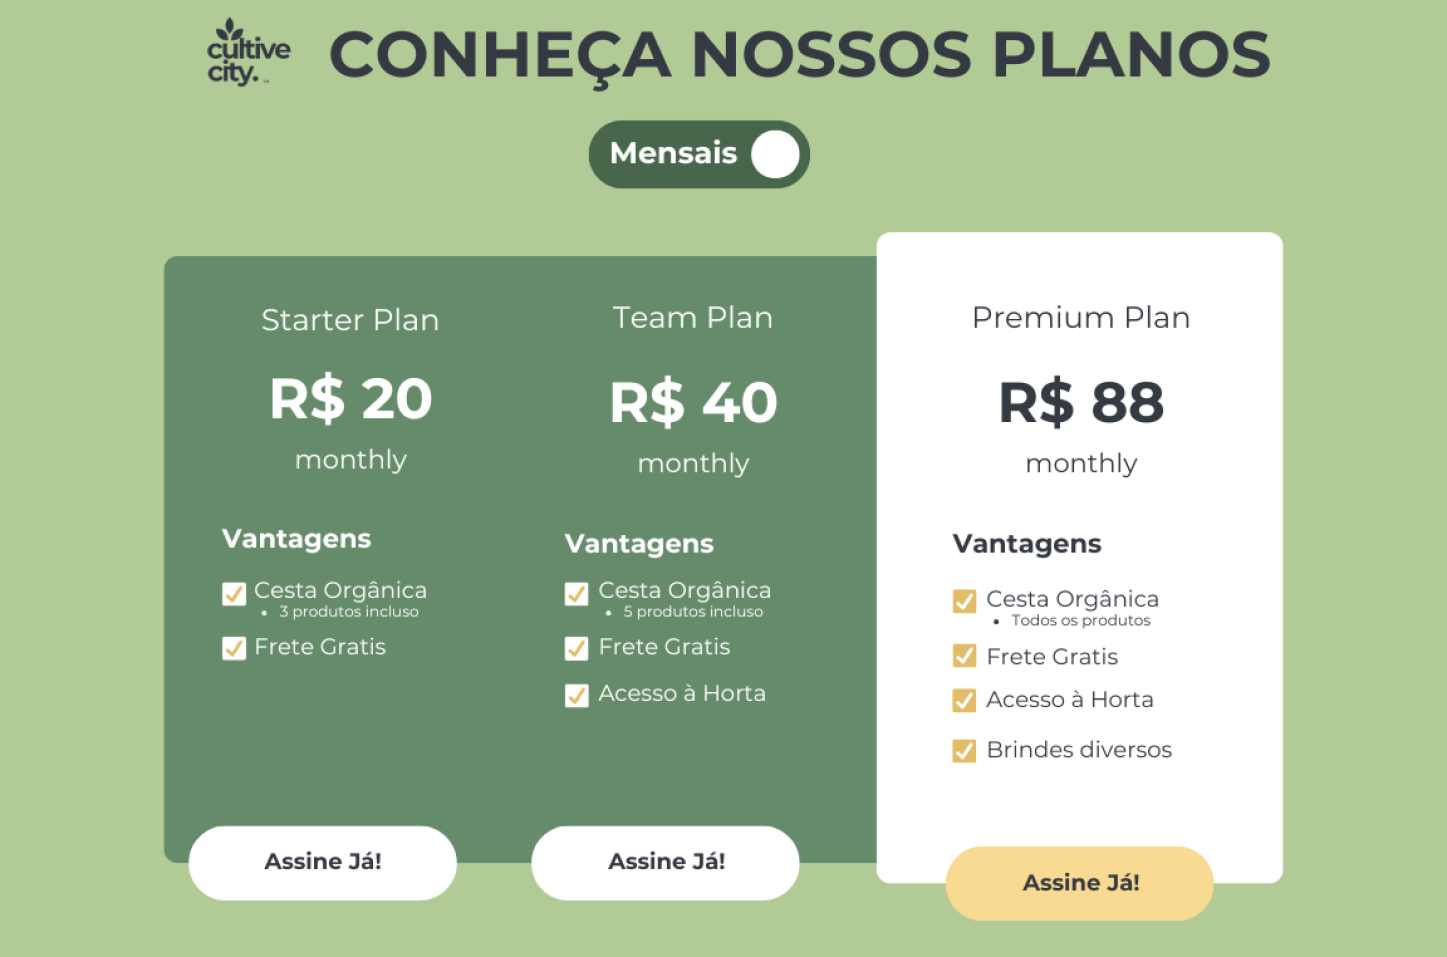 cultive
city.
CONHEÇA NOSSOS PLANOS
Mensais
Starter Plan
R$ 20
monthly
Vantagens
Cesta Orgânica
• 3 produtos incluso
Frete Gratis
Assine Já!
Team Plan
R$ 40
monthly
Vantagens
Cesta Orgânica
• 5 produtos incluso
Frete Gratis
Acesso à Horta
Assine Já!
Premium Plan
R$ 88
monthly
Vantagens
Cesta Orgânica
• Todos os produtos
Frete Gratis
Acesso à Horta
Brindes diversos
Assine Já!